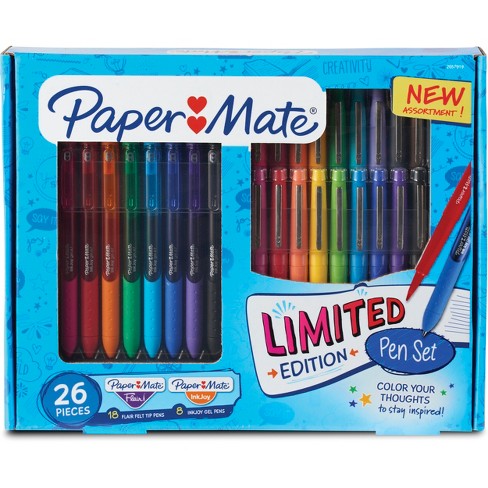 CREATIVITY
Paper Mate®
NEW
ASSORTMENT!
LIMITED
EDITION
Pen Set
COLOR YOUR
THOUGHTS
to stay inspired!
26
PIECES
Paper Mate
Flair!
18 FLAIR FELT TIP PENS
Paper Mate
InkJoy
8 INKJOY GEL PENS